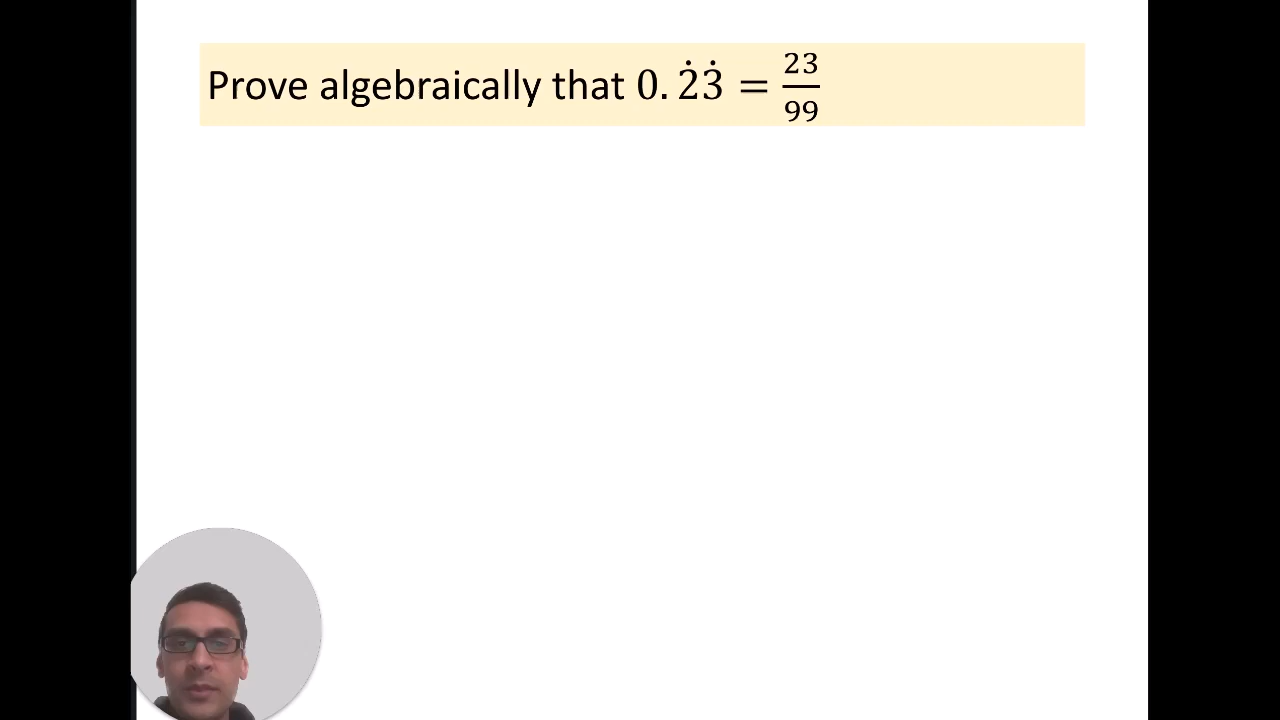 Prove algebraically that 0.2̇3̇ = 23/99